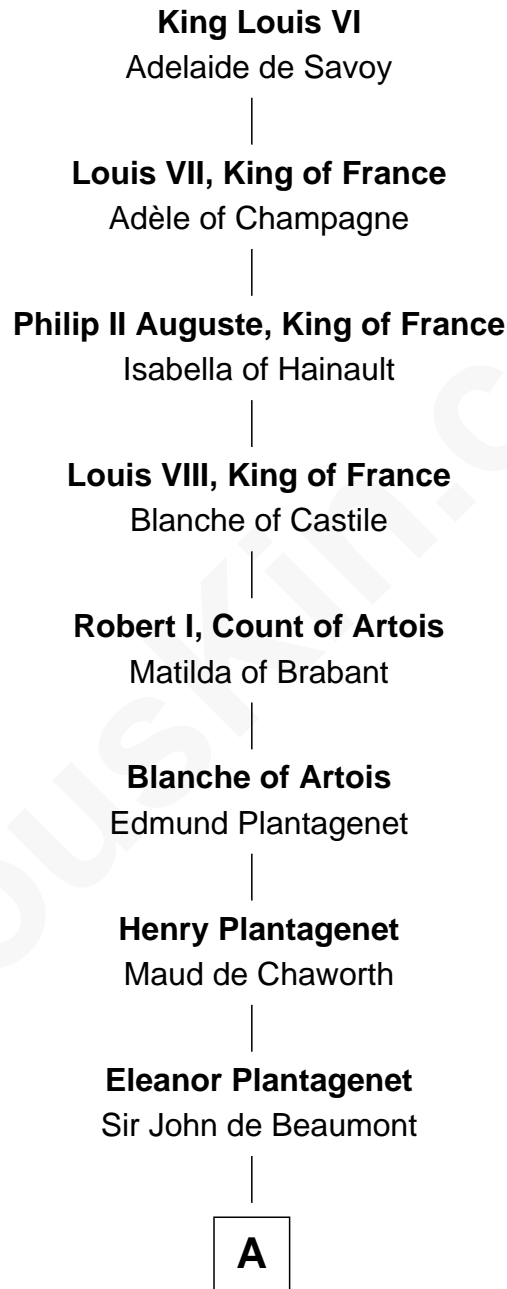 King Louis VI
Adelaide de Savoy
Louis VII, King of France
Adèle of Champagne
Philip II Auguste, King of France
Isabella of Hainault
Louis VIII, King of France
Blanche of Castile
Robert I, Count of Artois
Matilda of Brabant
Blanche of Artois
Edmund Plantagenet
Henry Plantagenet
Maud de Chaworth
Eleanor Plantagenet
Sir John de Beaumont
A